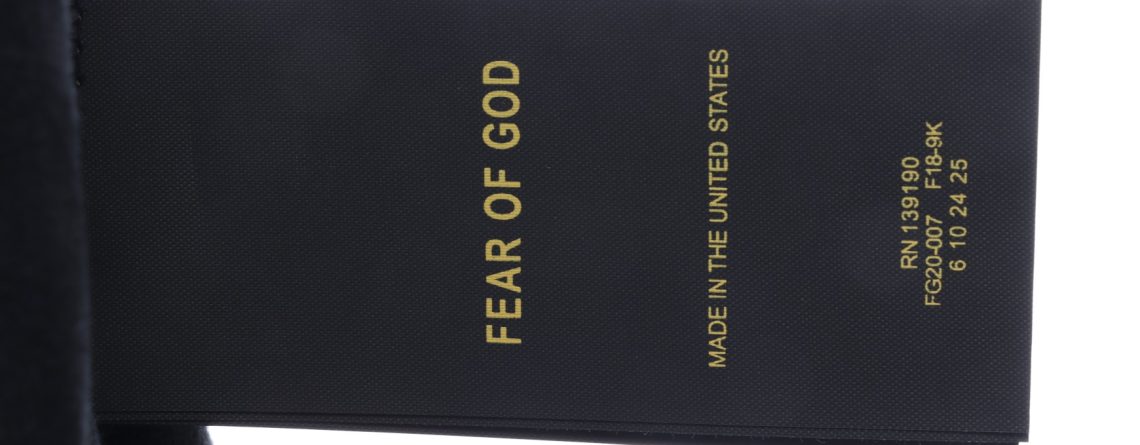 FEAR OF GOD
MADE IN THE UNITED STATES
RN 139190
FG20-007 F18-9K
6 10 24 25